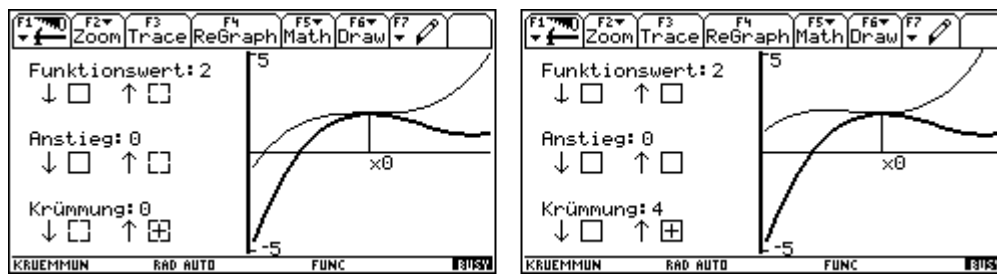 F1 F2 F3 F4 F5 F6 F7
Zoom Trace ReGraph Math Draw
Funktionswert: 2
↓ ↑
Anstieg: 0
↓ ↑
Krümmung: 0
↓ ↑ +
5
x0
-5
KRUEMMUN RAD AUTO FUNC BUSY
F1 F2 F3 F4 F5 F6 F7
Zoom Trace ReGraph Math Draw
Funktionswert: 2
↓ ↑
Anstieg: 0
↓ ↑
Krümmung: 4
↓ ↑ +
5
x0
-5
KRUEMMUN RAD AUTO FUNC BUSY